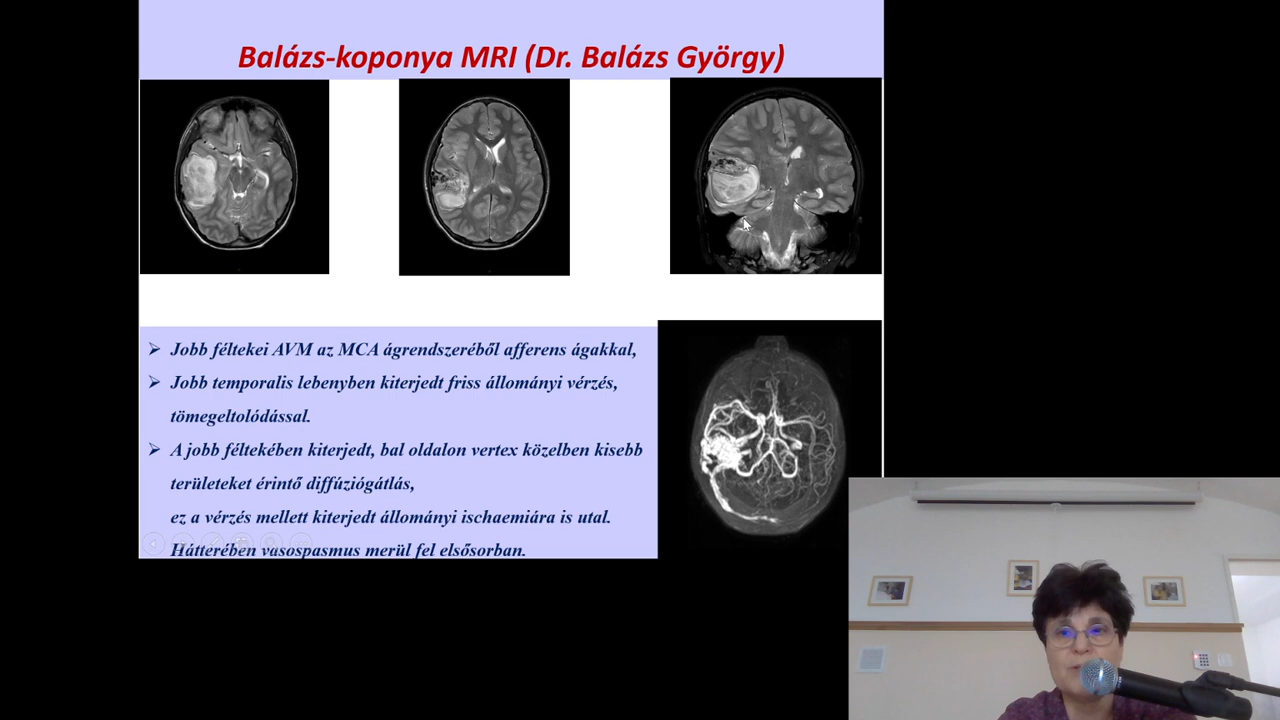 Balázs-koponya MRI (Dr. Balázs György)
➢ Jobb féltekei AVM az MCA ágrendszeréből afferens ágakkal,
➢ Jobb temporalis lebenyben kiterjedt friss állományi vérzés,
tömegeltolódással.
➢ A jobb féltekében kiterjedt, bal oldalon vertex közelben kisebb
területeket érintő diffúziógátlás,
ez a vérzés mellett kiterjedt állományi ischaemiára is utal.
Hátterében vasospasmus merül fel elsősorban.